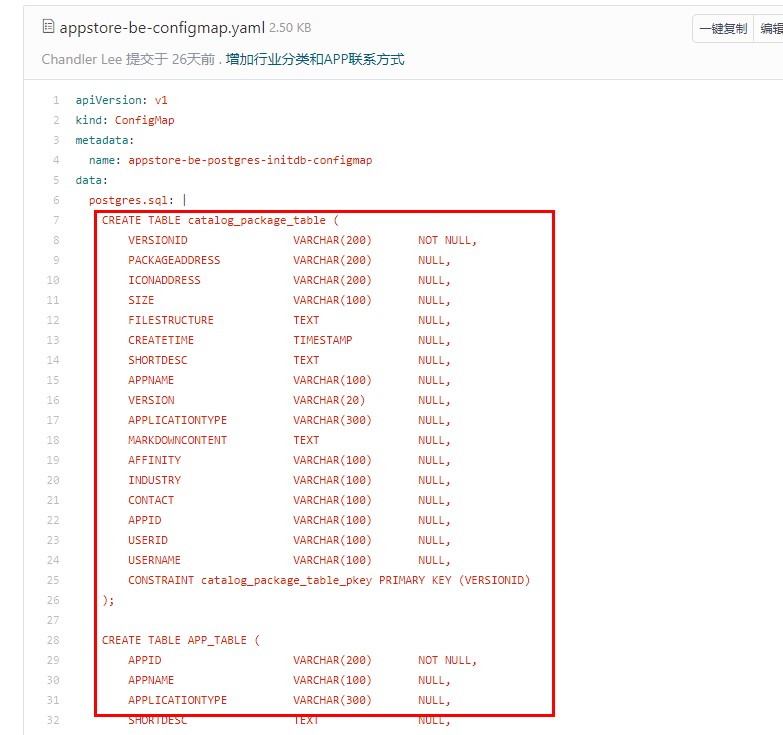 appstore-be-configmap.yaml 2.50 KB
一键复制 编辑
Chandler Lee 提交于 26天前 . 增加行业分类和APP联系方式
1 apiVersion: v1
2 kind: ConfigMap
3 metadata:
4 name: appstore-be-postgres-initdb-configmap
5 data:
6 postgres.sql: |
7 CREATE TABLE catalog_package_table (
8 VERSIONID VARCHAR(200) NOT NULL,
9 PACKAGEADDRESS VARCHAR(200) NULL,
10 ICONADDRESS VARCHAR(200) NULL,
11 SIZE VARCHAR(100) NULL,
12 FILESTRUCTURE TEXT NULL,
13 CREATETIME TIMESTAMP NULL,
14 SHORTDESC TEXT NULL,
15 APPNAME VARCHAR(100) NULL,
16 VERSION VARCHAR(20) NULL,
17 APPLICATIONTYPE VARCHAR(300) NULL,
18 MARKDOWNCONTENT TEXT NULL,
19 AFFINITY VARCHAR(100) NULL,
20 INDUSTRY VARCHAR(100) NULL,
21 CONTACT VARCHAR(100) NULL,
22 APPID VARCHAR(100) NULL,
23 USERID VARCHAR(100) NULL,
24 USERNAME VARCHAR(100) NULL,
25 CONSTRAINT catalog_package_table_pkey PRIMARY KEY (VERSIONID)
26 );
27
28 CREATE TABLE APP_TABLE (
29 APPID VARCHAR(200) NOT NULL,
30 APPNAME VARCHAR(100) NULL,
31 APPLICATIONTYPE VARCHAR(300) NULL,
32 SHORTDESC TEXT NULL,